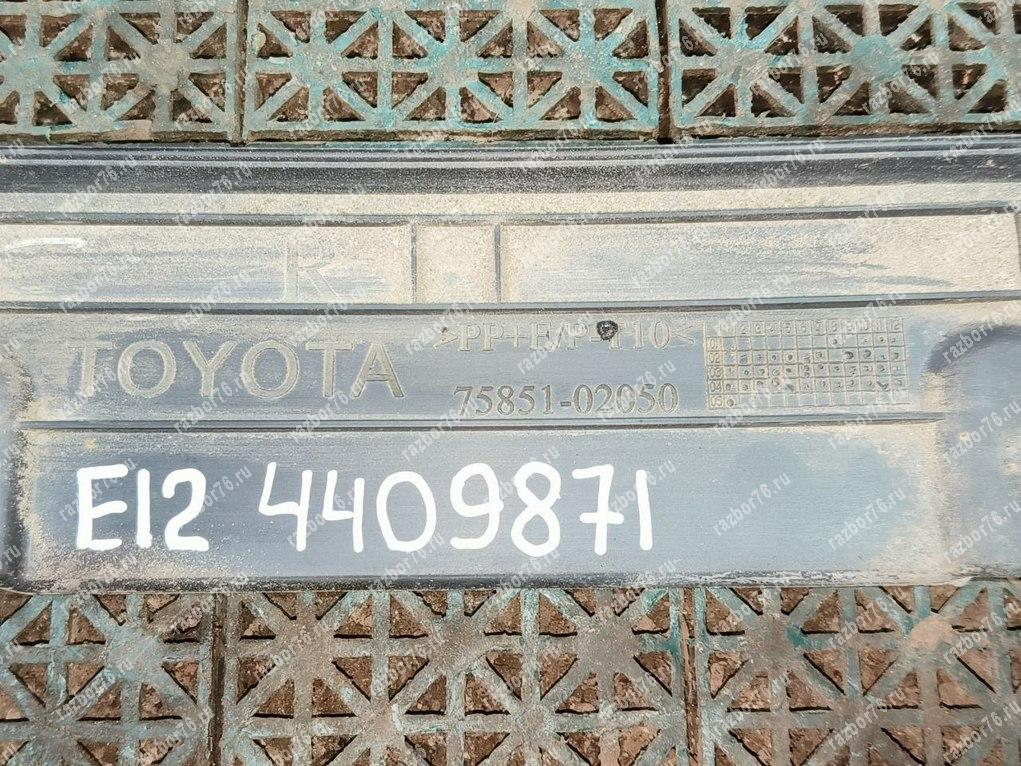 R
TOYOTA
>PP+E/P-T10<
75851-02050
E12 4409871
razbor76.ru